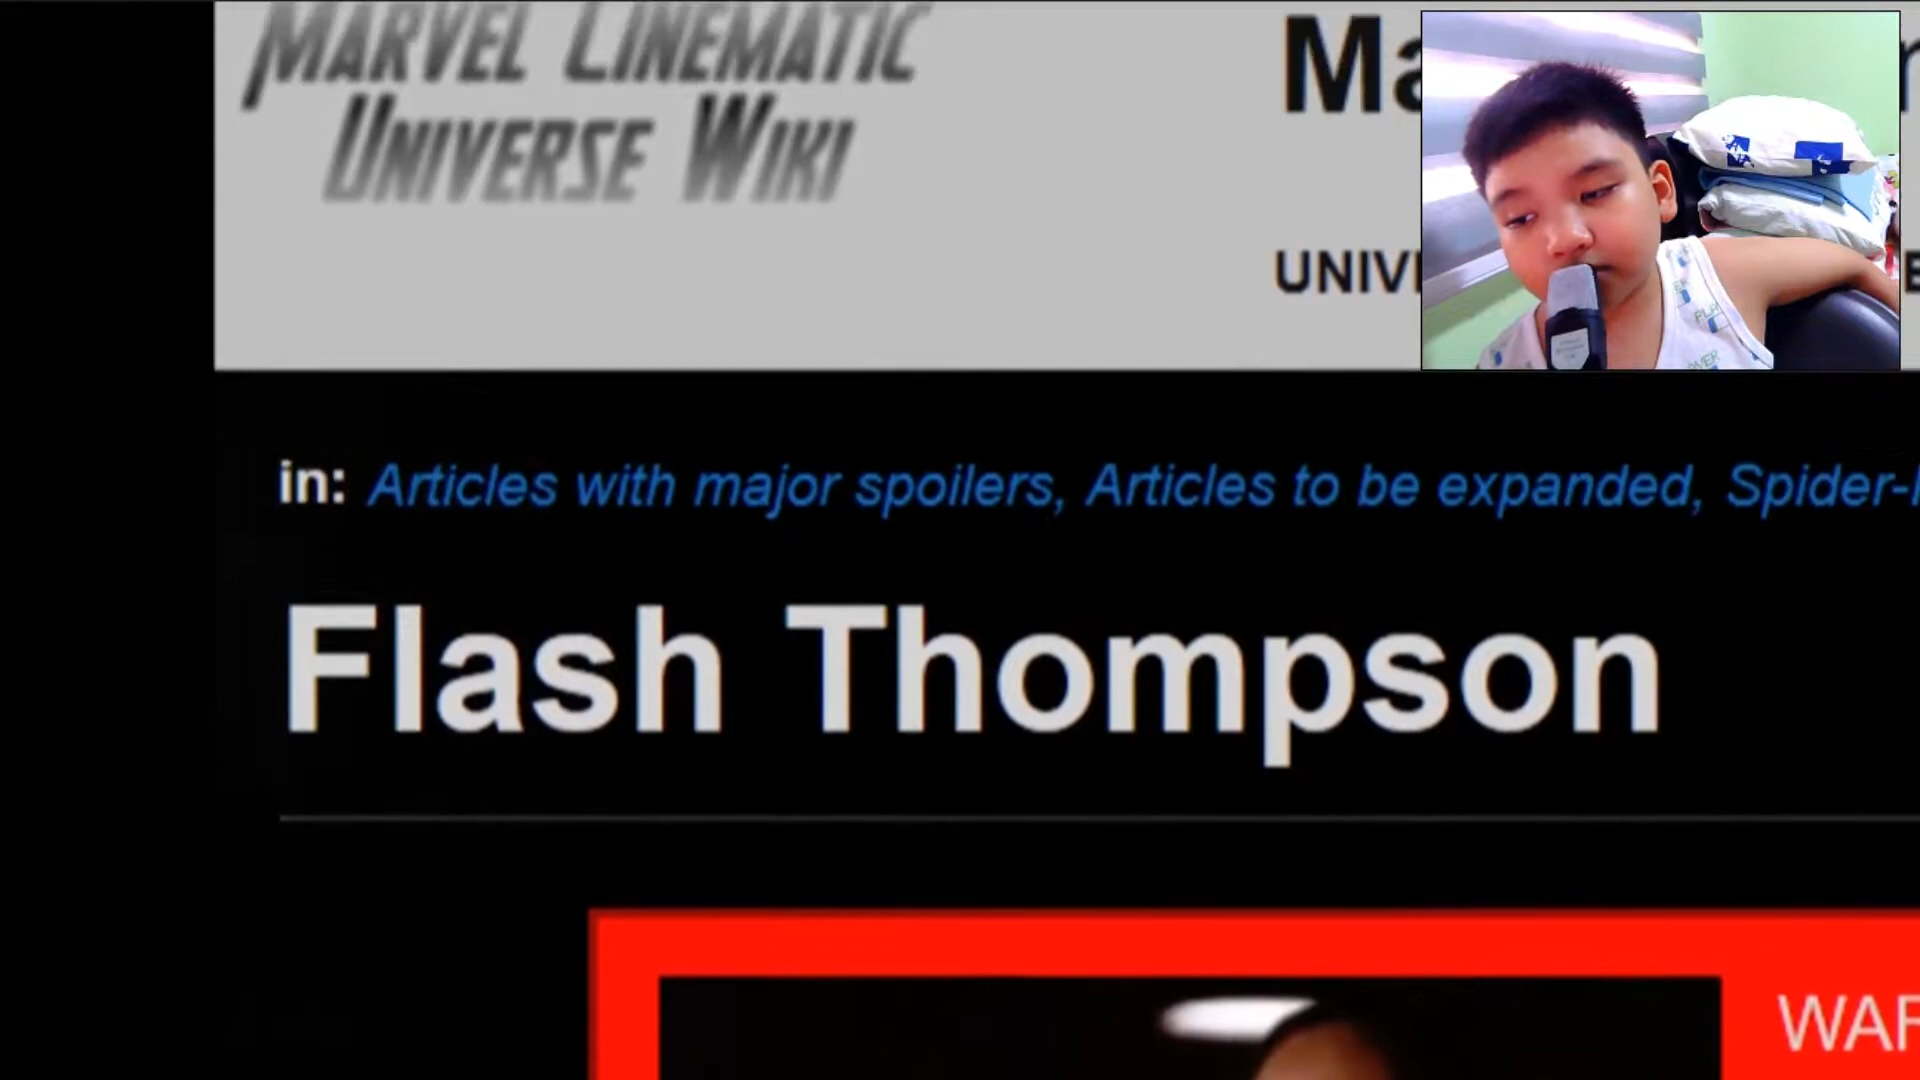 MARVEL CINEMATIC
UNIVERSE WIKI
in: Articles with major spoilers, Articles to be expanded,
Flash Thompson